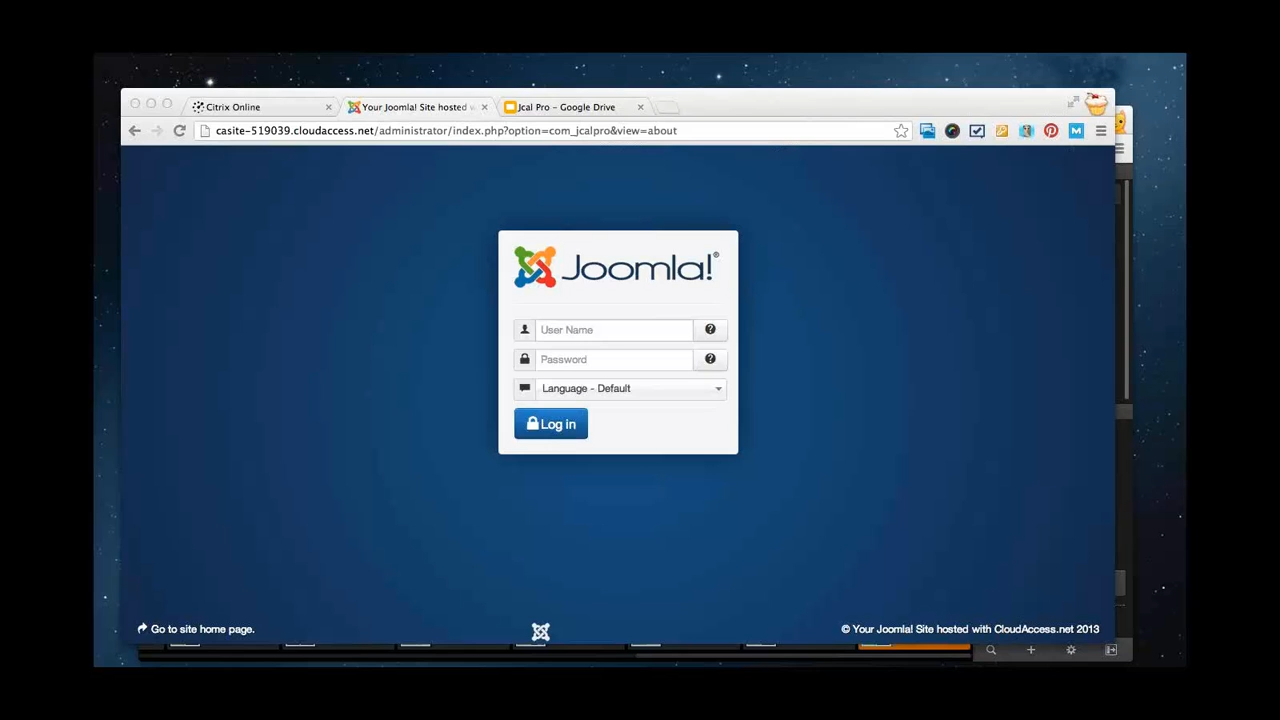 Citrix Online
Your Joomla! Site hosted
Jcal Pro – Google Drive
casite-519039.cloudaccess.net/administrator/index.php?option=com_jcalpro&view=about
M
Joomla!®
User Name
?
Password
?
Language - Default
Log in
Go to site home page.
© Your Joomla! Site hosted with CloudAccess.net 2013